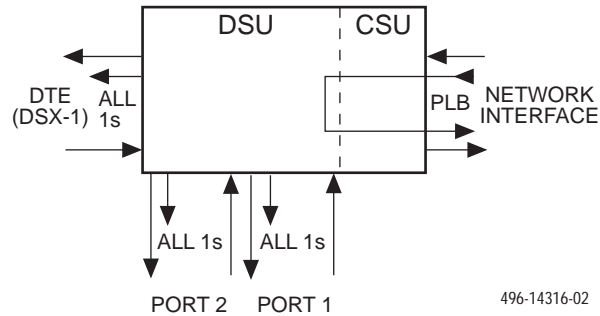 DSU
CSU
DTE
(DSX-1)
ALL
1s
PLB
NETWORK
INTERFACE
ALL 1s
ALL 1s
PORT 2
PORT 1
496-14316-02